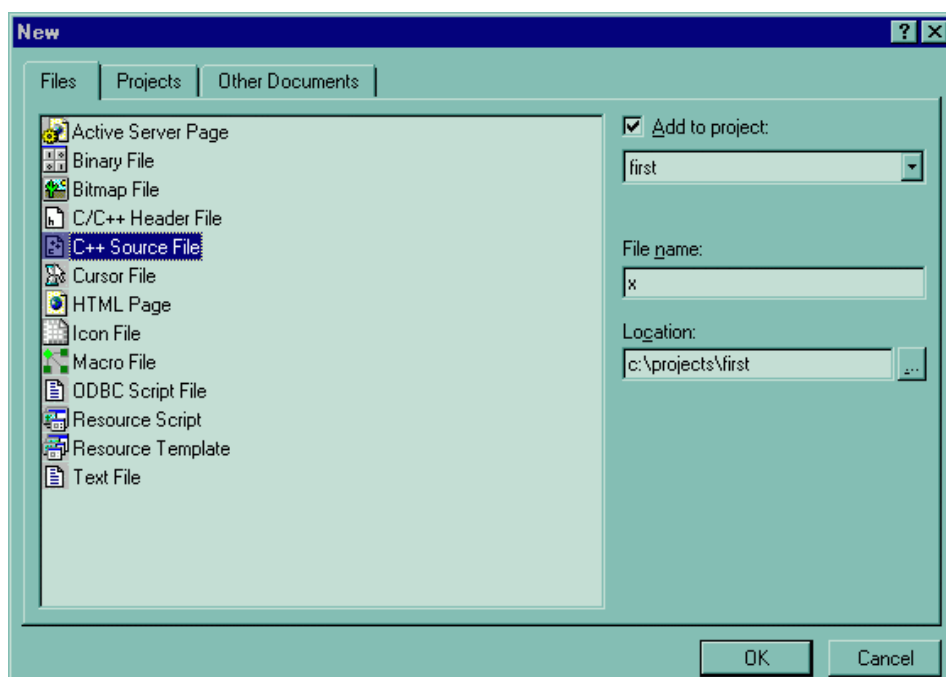 New
Files Projects Other Documents
Active Server Page
Binary File
Bitmap File
C/C++ Header File
C++ Source File
Cursor File
HTML Page
Icon File
Macro File
ODBC Script File
Resource Script
Resource Template
Text File
Add to project:
first
File name:
x
Location:
c:\projects\first
...
OK Cancel